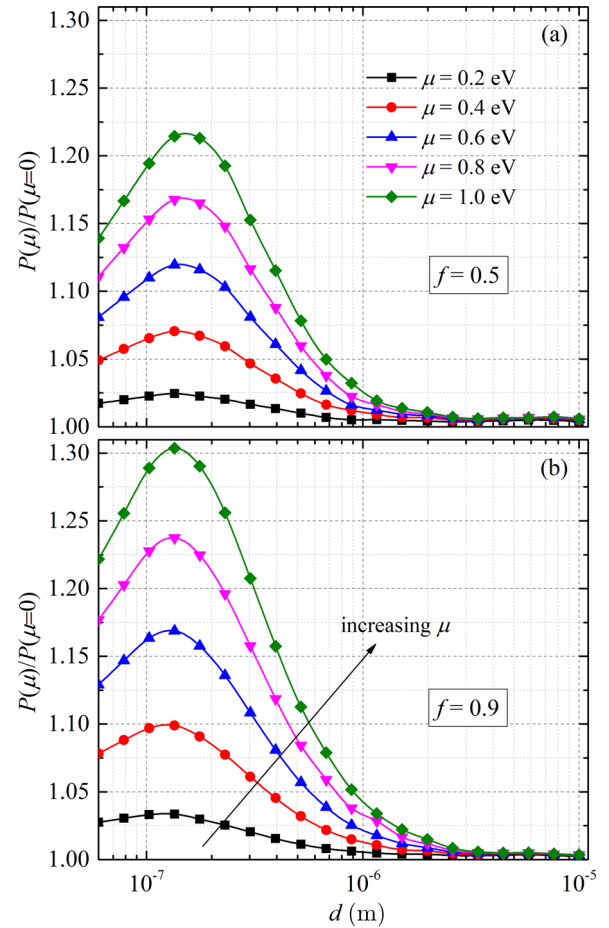 (a)
1.30
1.25
1.20
1.15
1.10
1.05
1.00
P(μ)/P(μ=0)
μ = 0.2 eV
μ = 0.4 eV
μ = 0.6 eV
μ = 0.8 eV
μ = 1.0 eV
f = 0.5
(b)
1.30
1.25
1.20
1.15
1.10
1.05
1.00
P(μ)/P(μ=0)
increasing μ
f = 0.9
10⁻⁷ 10⁻⁶ 10⁻⁵
d (m)